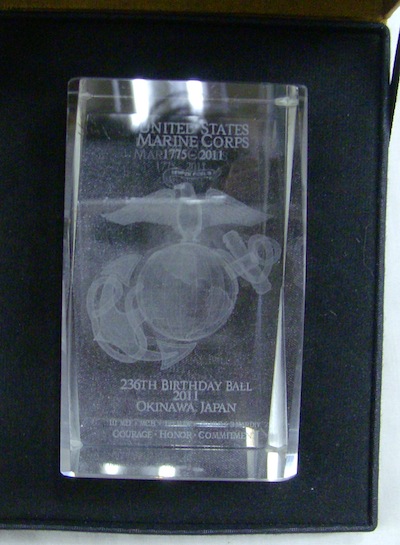 UNITED STATES
MARINE CORPS
1775 - 2011
236TH BIRTHDAY BALL
2011
OKINAWA, JAPAN
COURAGE · HONOR · COMMITMENT